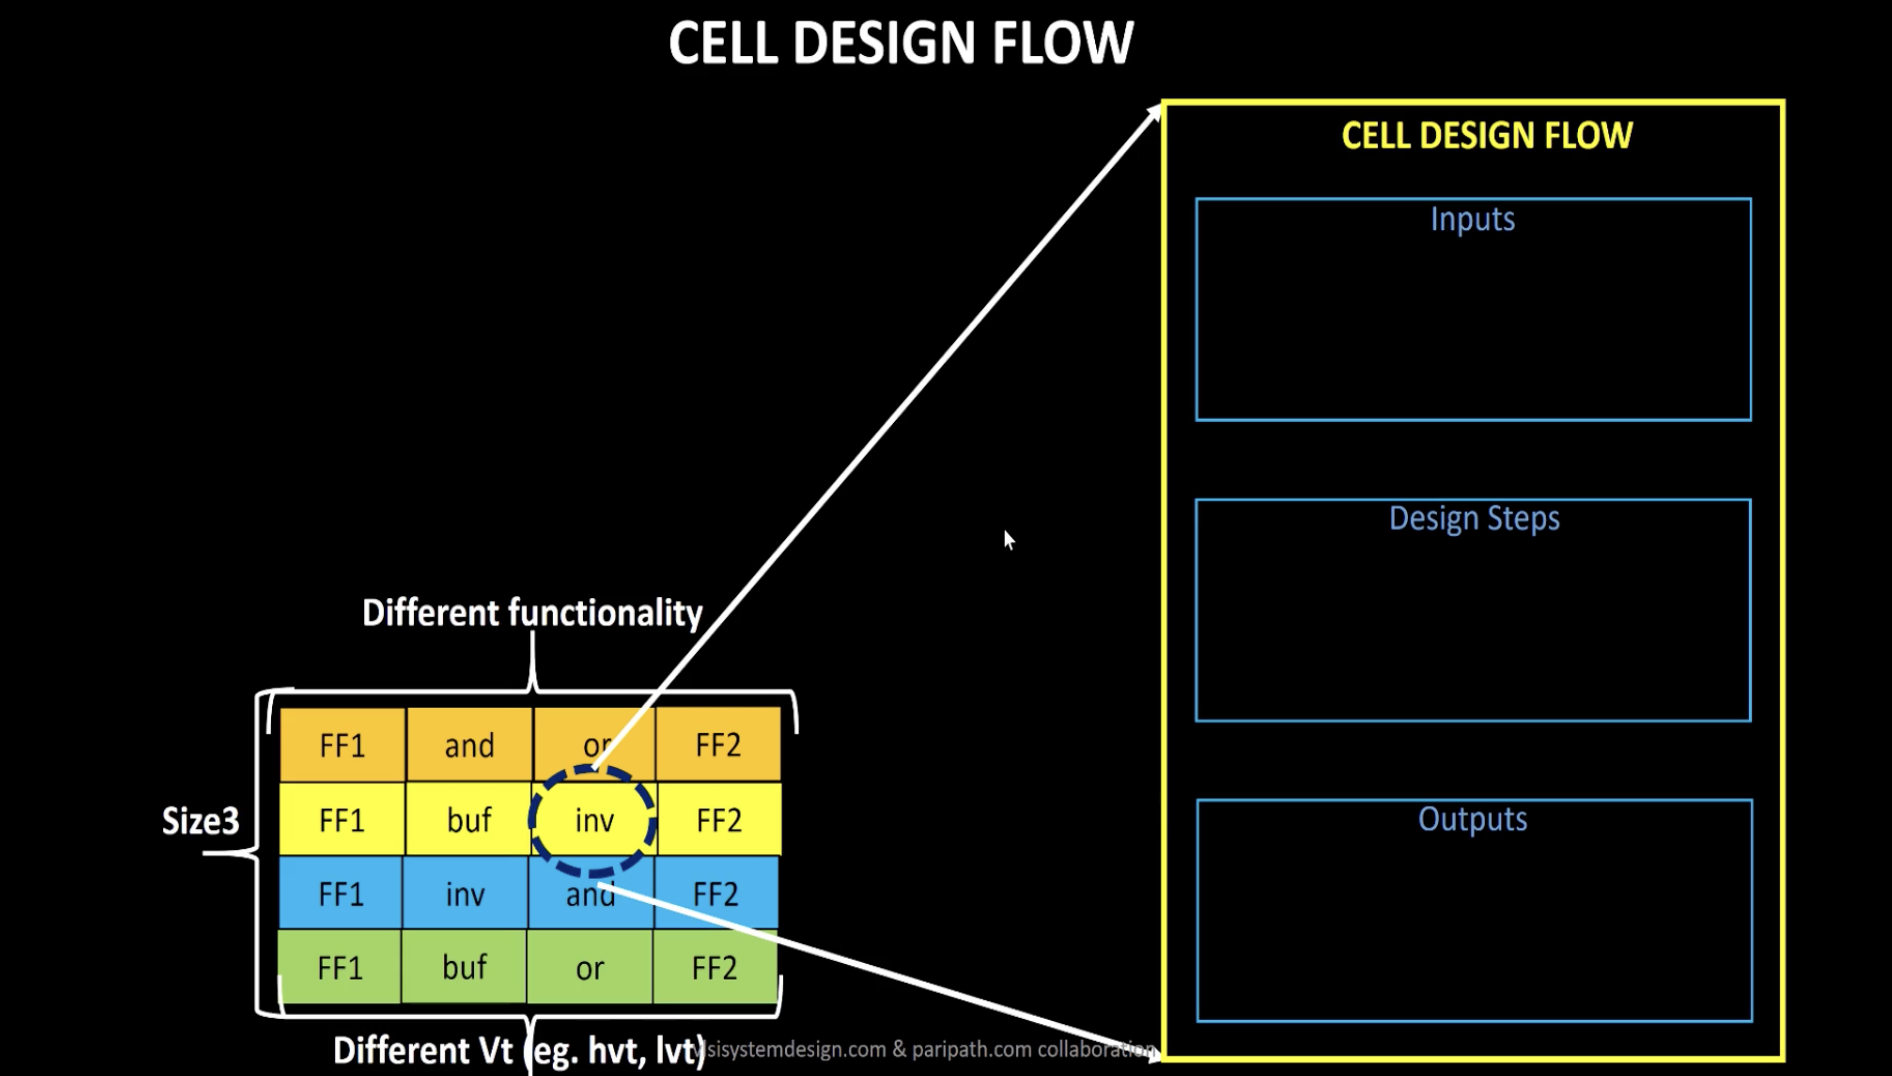 CELL DESIGN FLOW
CELL DESIGN FLOW
Inputs
Design Steps
Outputs
Different functionality
Size3
FF1 and or FF2
FF1 buf inv FF2
FF1 inv and FF2
FF1 buf or FF2
Different Vt (eg. hvt, lvt)
vlsisystemdesign.com & paripath.com collaboration